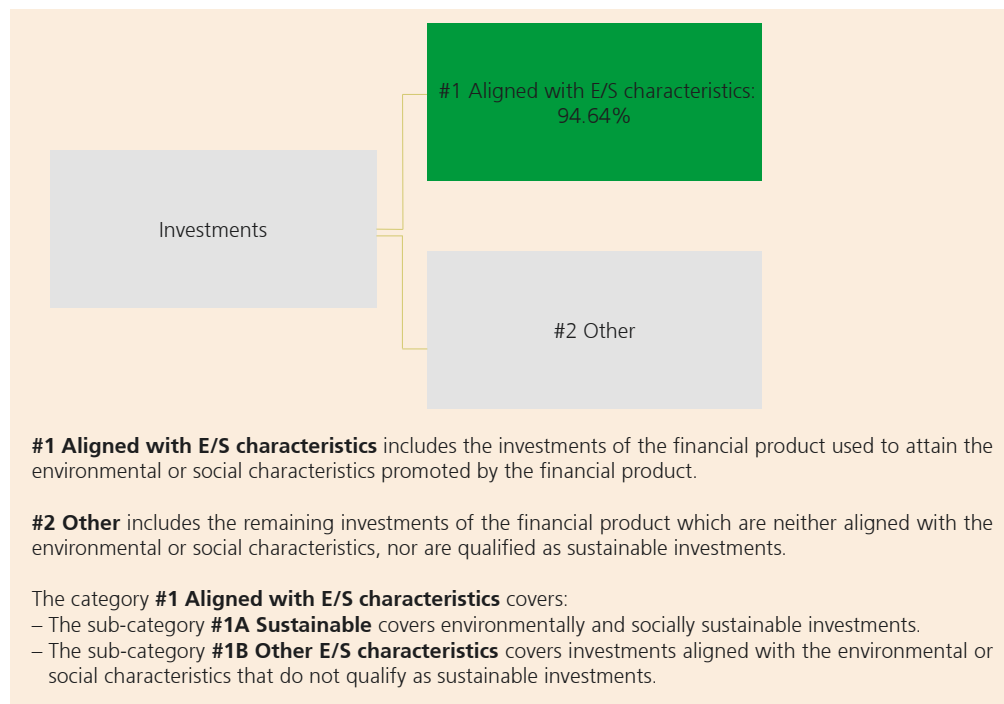 #1 Aligned with E/S characteristics:
94.64%
Investments
#2 Other
#1 Aligned with E/S characteristics includes the investments of the financial product used to attain the
environmental or social characteristics promoted by the financial product.
#2 Other includes the remaining investments of the financial product which are neither aligned with the
environmental or social characteristics, nor are qualified as sustainable investments.
The category #1 Aligned with E/S characteristics covers:
– The sub-category #1A Sustainable covers environmentally and socially sustainable investments.
– The sub-category #1B Other E/S characteristics covers investments aligned with the environmental or
social characteristics that do not qualify as sustainable investments.